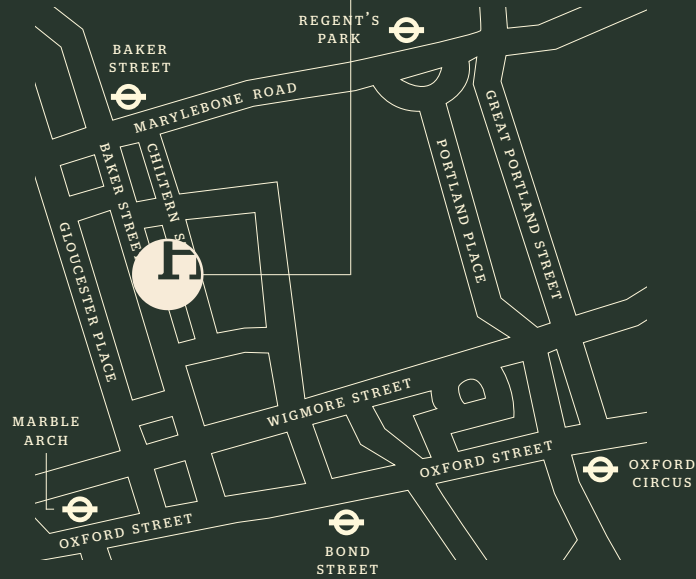 REGENT'S
PARK
BAKER
STREET
MARYLEBONE ROAD
BAKER STREET
CHILTERN S
GREAT PORTLAND STREET
PORTLAND PLACE
GLOUCESTER PLACE
h
WIGMORE STREET
MARBLE
ARCH
OXFORD STREET
OXFORD
CIRCUS
OXFORD STREET
BOND
STREET